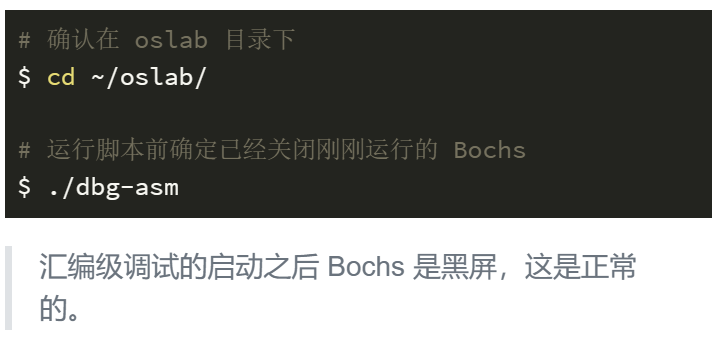 # 确认在 oslab 目录下
$ cd ~/oslab/
# 运行脚本前确定已经关闭刚刚运行的 Bochs
$ ./dbg-asm
汇编级调试的启动之后 Bochs 是黑屏，这是正常
的。